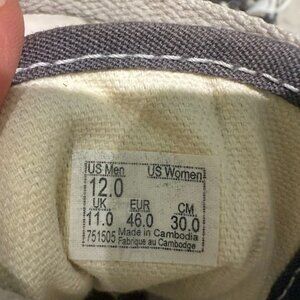 US Men US Women
12.0
UK EUR CM
11.0 46.0 30.0
751505 Made in Cambodia
Fabrique au Cambodge